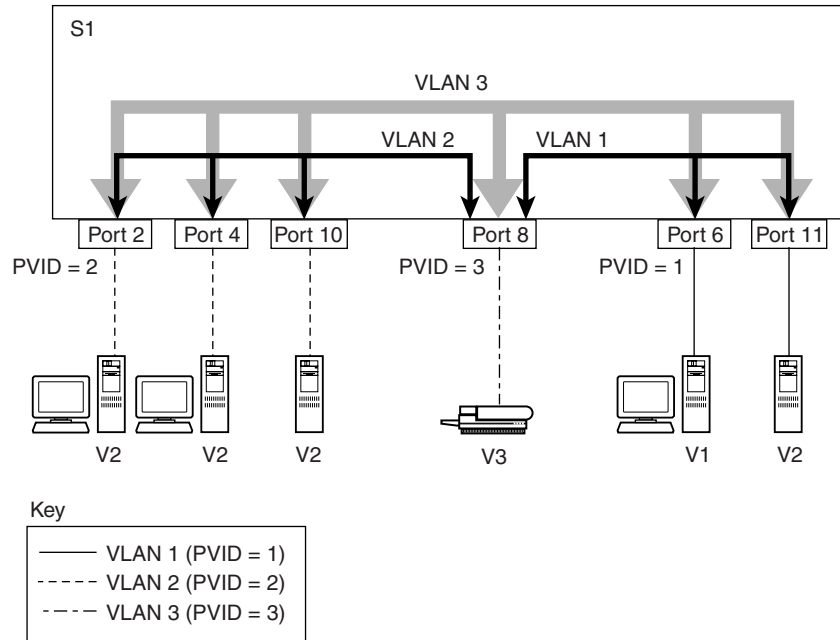 S1
VLAN 3
VLAN 2
VLAN 1
Port 2
Port 4
Port 10
Port 8
Port 6
Port 11
PVID = 2
PVID = 3
PVID = 1
V2
V2
V2
V3
V1
V2
Key
VLAN 1 (PVID = 1)
VLAN 2 (PVID = 2)
VLAN 3 (PVID = 3)